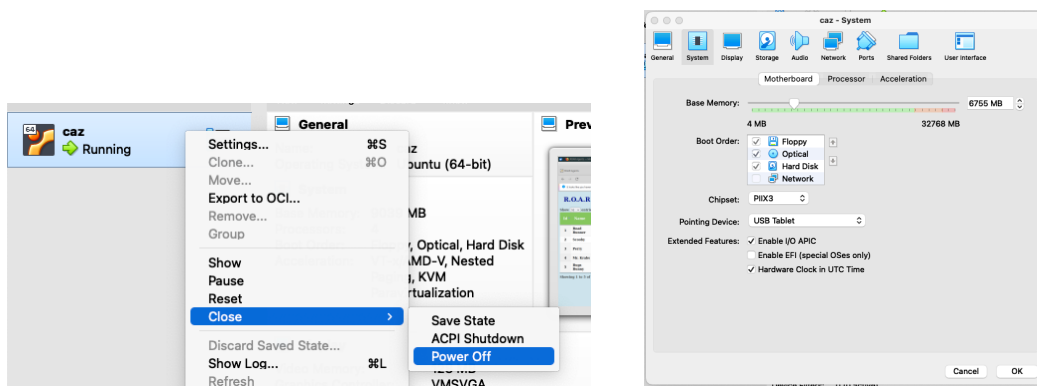 64
caz
Running
General
Prev
az
buntu (64-bit)
Settings... ⌘S
Clone... ⌘O
Move...
Export to OCI...
Remove...
Group
Show
Pause
Reset
Close
Discard Saved State...
Show Log... ⌘L
Refresh
MB
, Optical, Hard Disk
AMD-V, Nested
g, KVM
rtualization
Save State
ACPI Shutdown
Power Off
VMSVGA
R.O.A.R
caz - System
General System Display Storage Audio Network Ports Shared Folders User Interface
Motherboard Processor Acceleration
Base Memory: 6755 MB
4 MB 32768 MB
Boot Order: Floppy
Optical
Hard Disk
Network
Chipset: PIIX3
Pointing Device: USB Tablet
Extended Features: Enable I/O APIC
Enable EFI (special OSes only)
Hardware Clock in UTC Time
Cancel OK